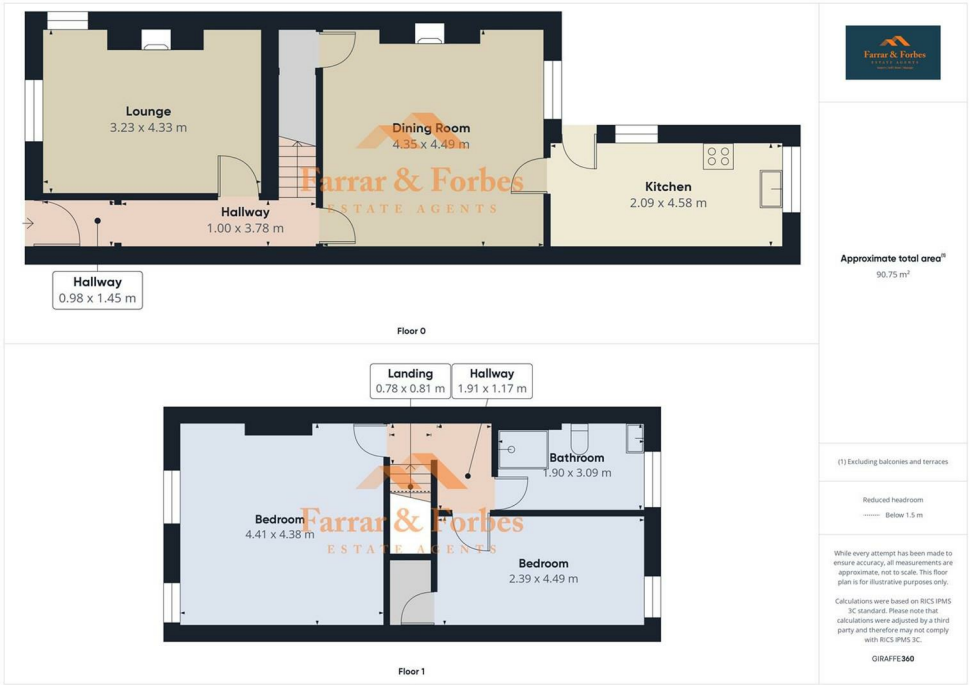 Lounge
3.23 x 4.33 m
Dining Room
4.35 x 4.49 m
Farrar & Forbes
ESTATE AGENTS
Kitchen
2.09 x 4.58 m
Hallway
1.00 x 3.78 m
Hallway
0.98 x 1.45 m
Floor 0
Landing
0.78 x 0.81 m
Hallway
1.91 x 1.17 m
Bathroom
1.90 x 3.09 m
Bedroom
4.41 x 4.38 m
Farrar & Forbes
ESTATE AGENTS
Bedroom
2.39 x 4.49 m
Floor 1
Farrar & Forbes
ESTATE AGENTS
Approximate total area(1)
90.75 m²
(1) Excluding balconies and terraces
Reduced headroom
Below 1.5 m
While every attempt has been made to
ensure accuracy, all measurements are
approximate, not to scale. This floor
plan is for illustrative purposes only.
Calculations were based on RICS IPMS
3C standard. Please note that
calculations were adjusted by a third
party and therefore may not comply
with RICS IPMS 3C.
GIRAFFE360